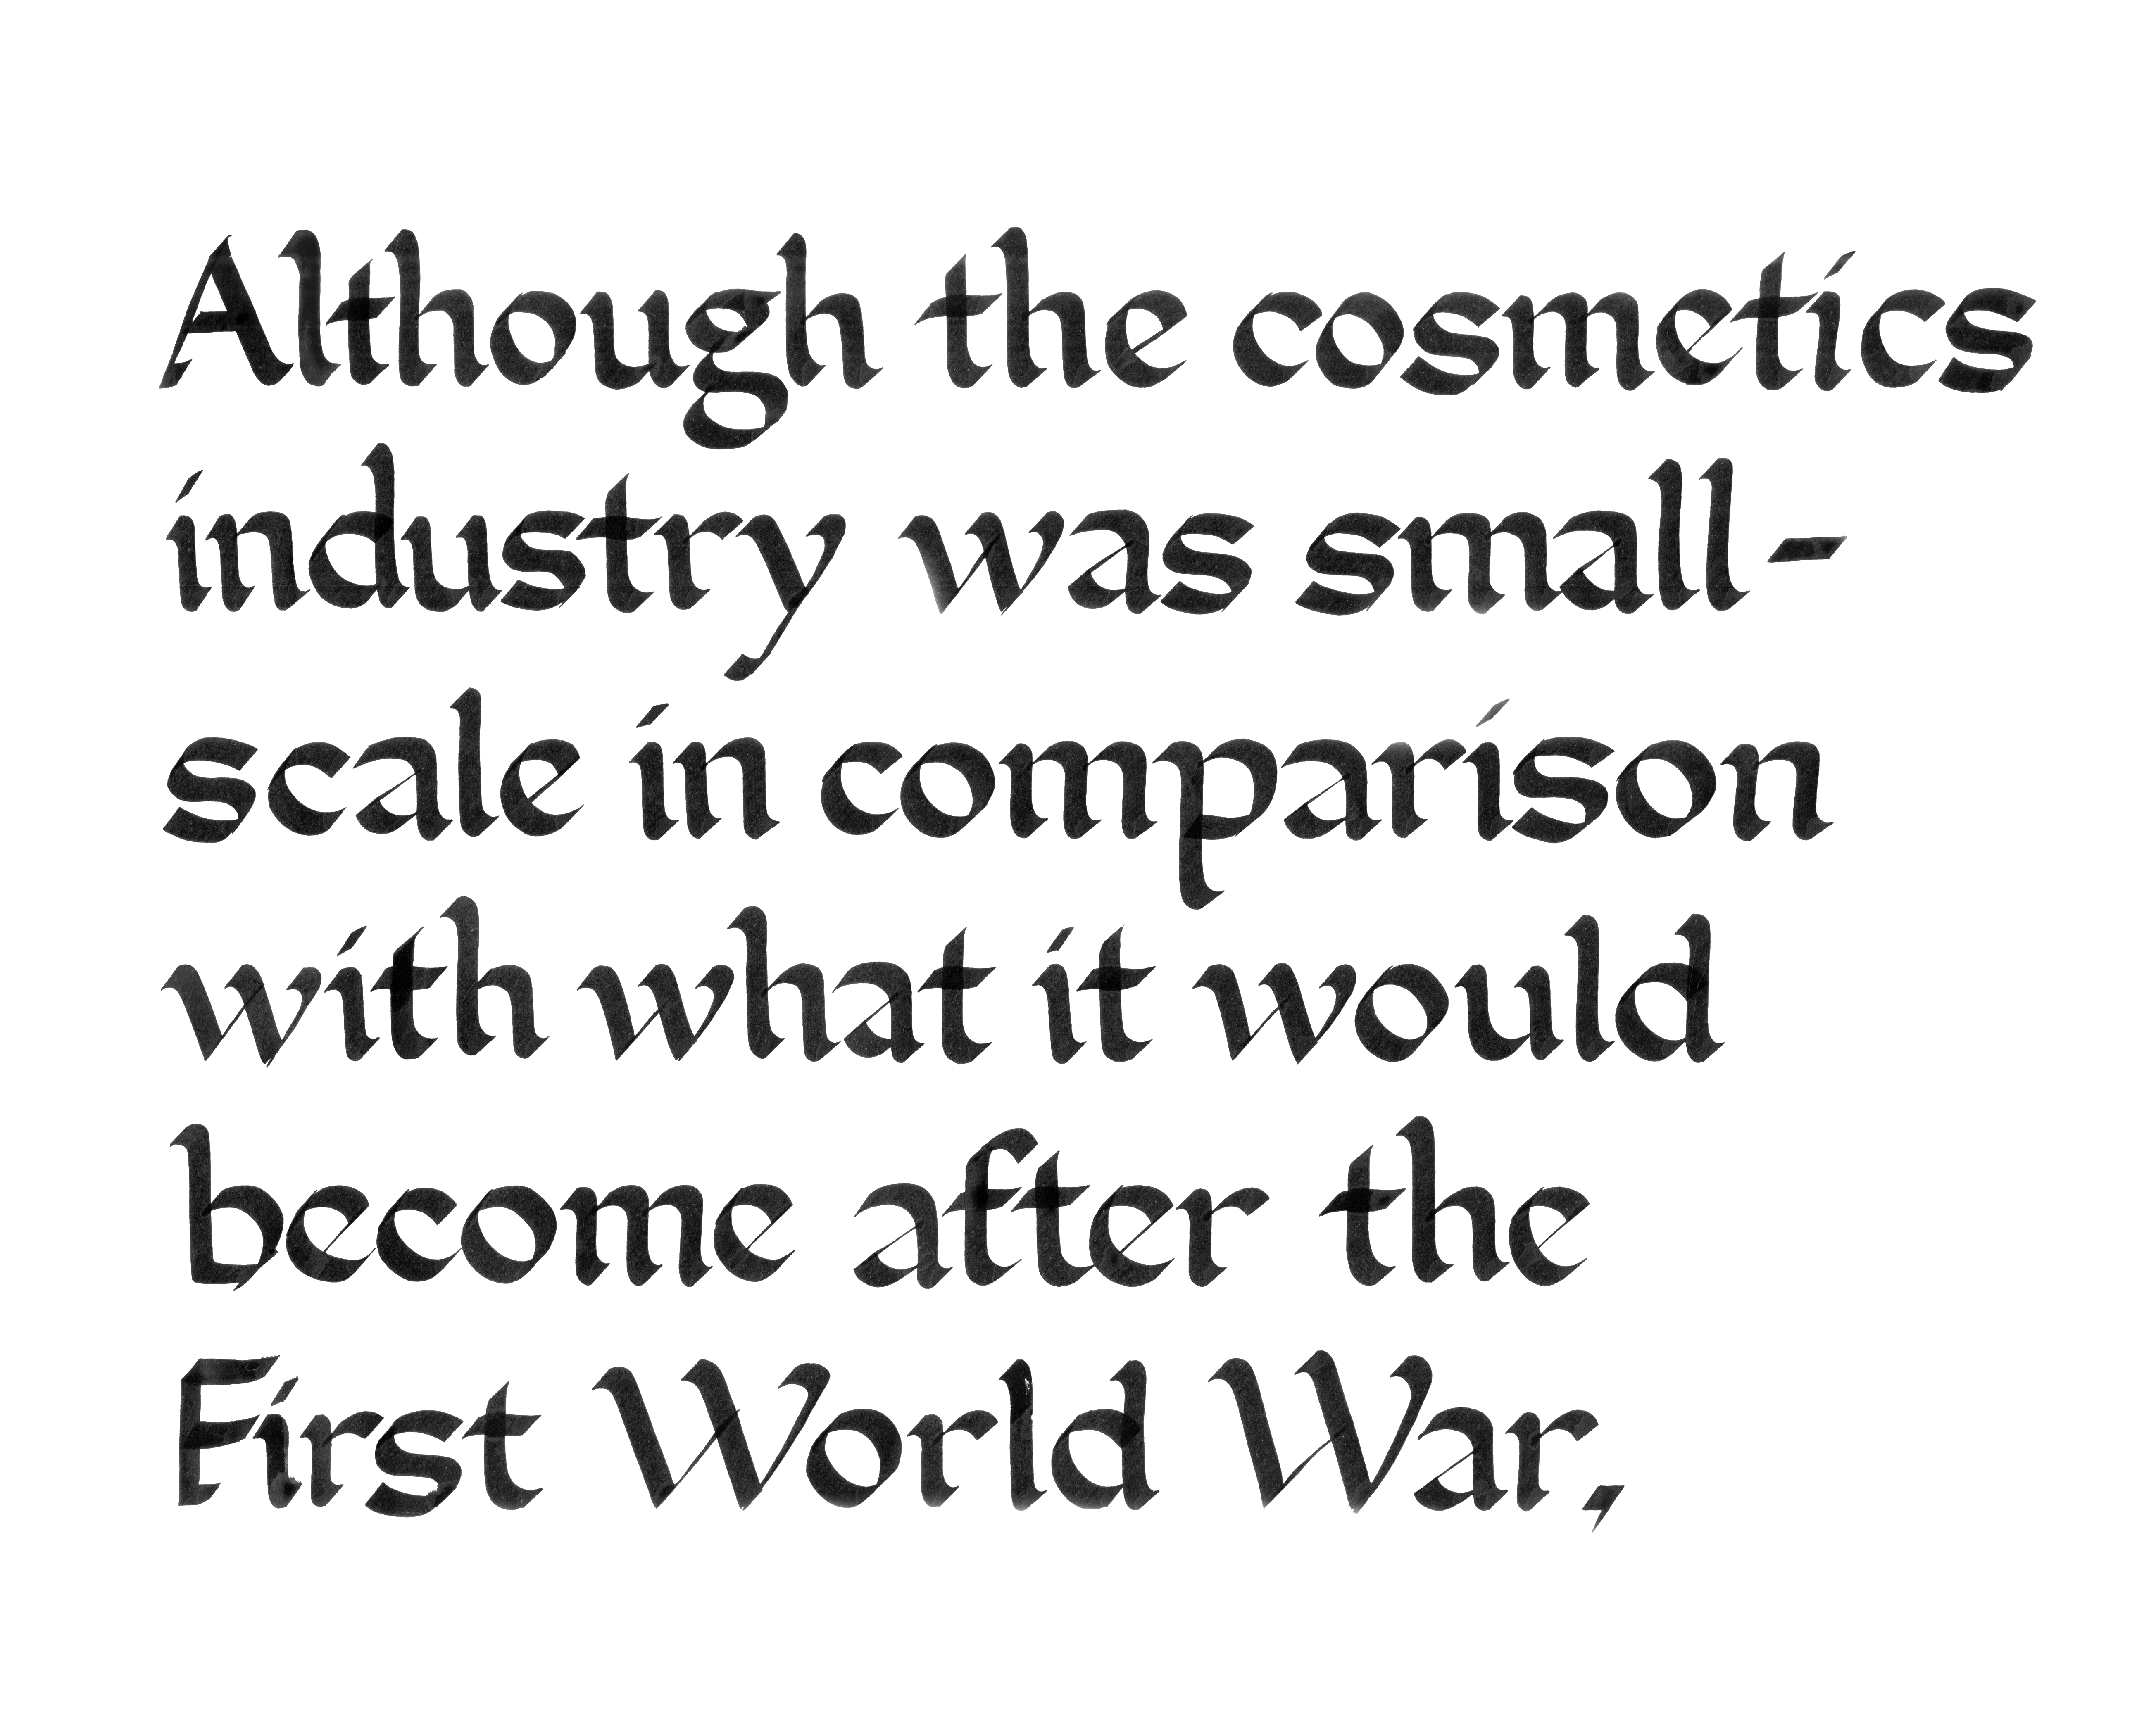 Although the cosmetics
industry was small-
scale in comparison
with what it would
become after the
First World War,